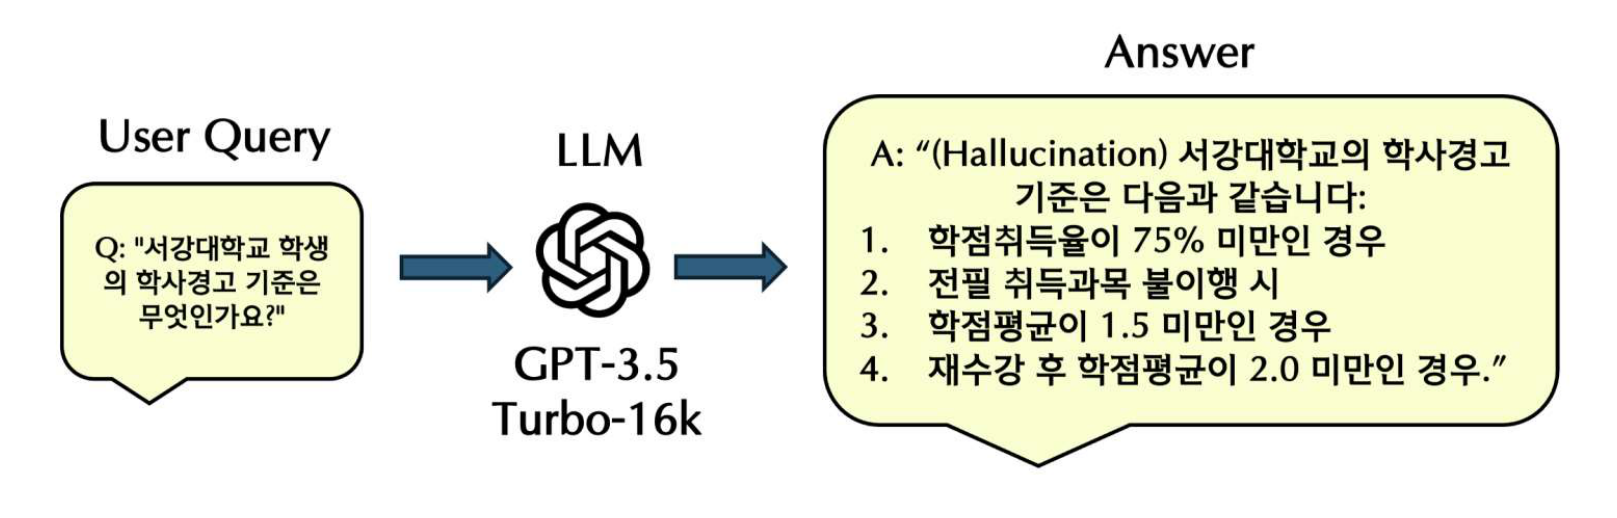 User Query
Q: "서강대학교 학생
의 학사경고 기준은
무엇인가요?"
LLM
GPT-3.5
Turbo-16k
Answer
A: “(Hallucination) 서강대학교의 학사경고
기준은 다음과 같습니다:
1. 학점취득율이 75% 미만인 경우
2. 전필 취득과목 불이행 시
3. 학점평균이 1.5 미만인 경우
4. 재수강 후 학점평균이 2.0 미만인 경우.”